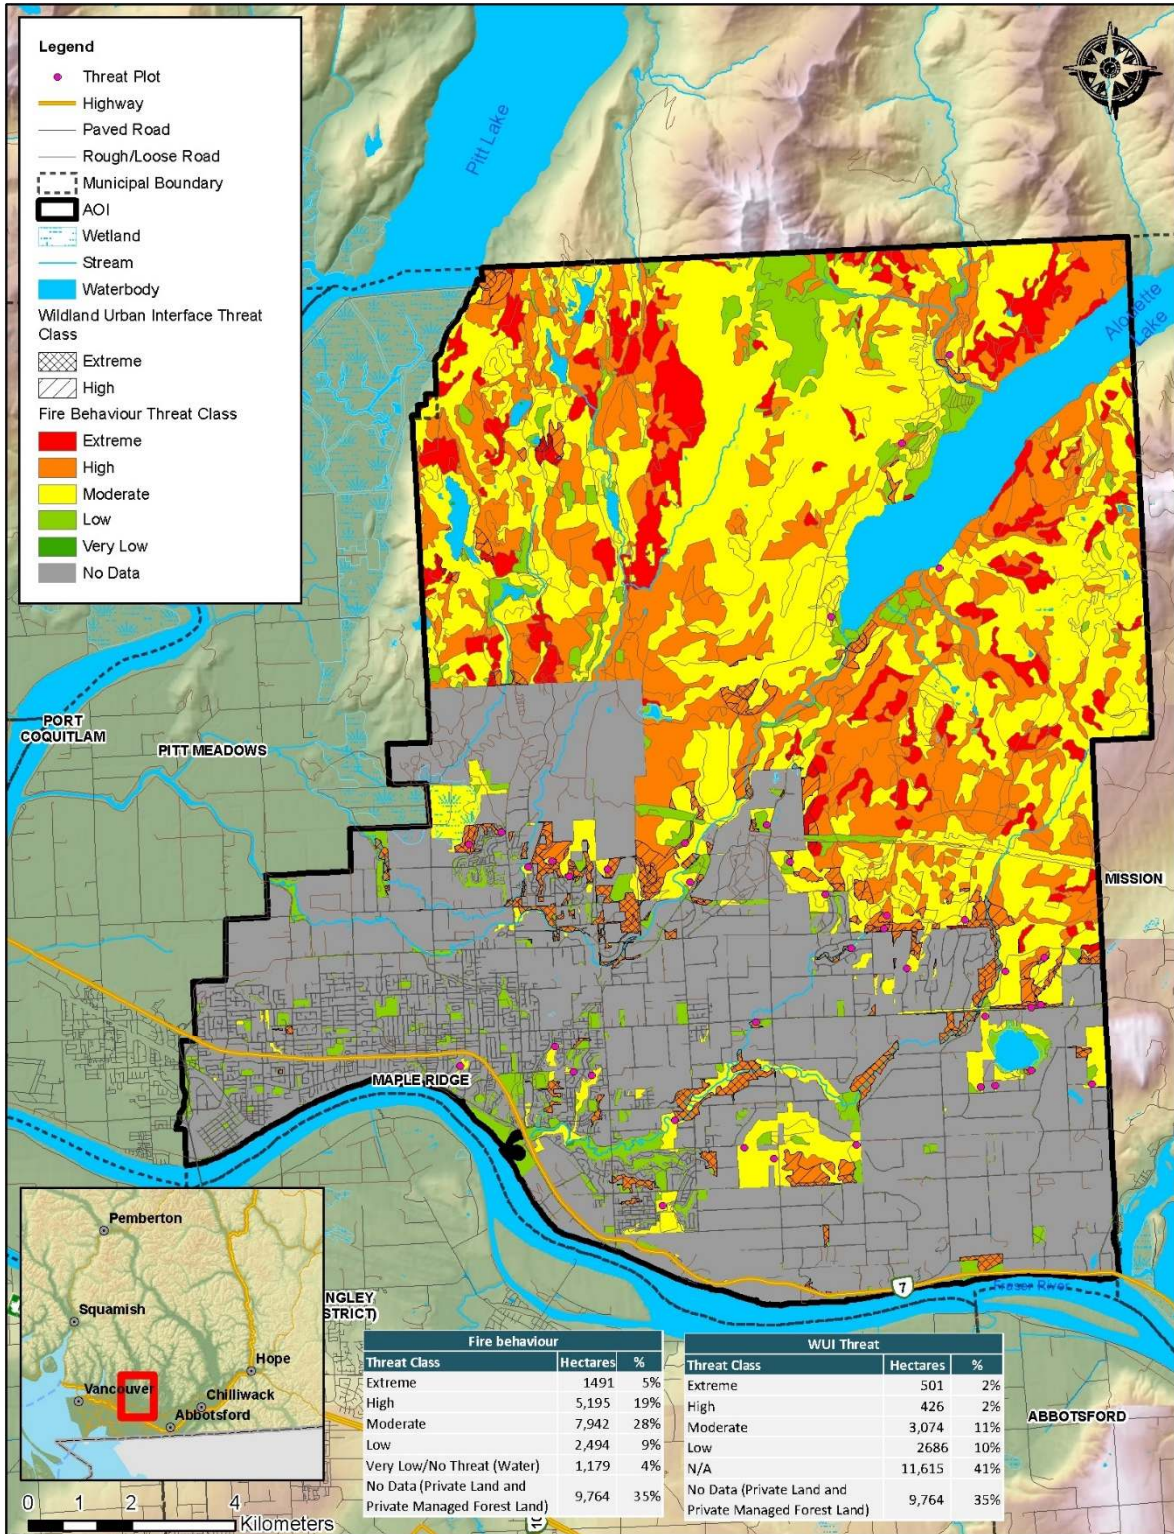 Legend
Threat Plot
Highway
Paved Road
Rough/Loose Road
Municipal Boundary
AOI
Wetland
Stream
Waterbody
Wildland Urban Interface Threat
Class
Extreme
High
Fire Behaviour Threat Class
Extreme
High
Moderate
Low
Very Low
No Data
Pitt Lake
Alouette
Lake
PORT
COQUITLAM
PITT MEADOWS
MISSION
MAPLE RIDGE
7
Fraser River
NGLEY
STRICT)
ABBOTSFORD
Pemberton
Squamish
Hope
Vancouver
Chilliwack
Abbotsford
0 1 2 4
Kilometers
10
Fire behaviour
Threat Class Hectares %
Extreme 1491 5%
High 5,195 19%
Moderate 7,942 28%
Low 2,494 9%
Very Low/No Threat (Water) 1,179 4%
No Data (Private Land and
Private Managed Forest Land) 9,764 35%
WUI Threat
Threat Class Hectares %
Extreme 501 2%
High 426 2%
Moderate 3,074 11%
Low 2686 10%
N/A 11,615 41%
No Data (Private Land and
Private Managed Forest Land) 9,764 35%